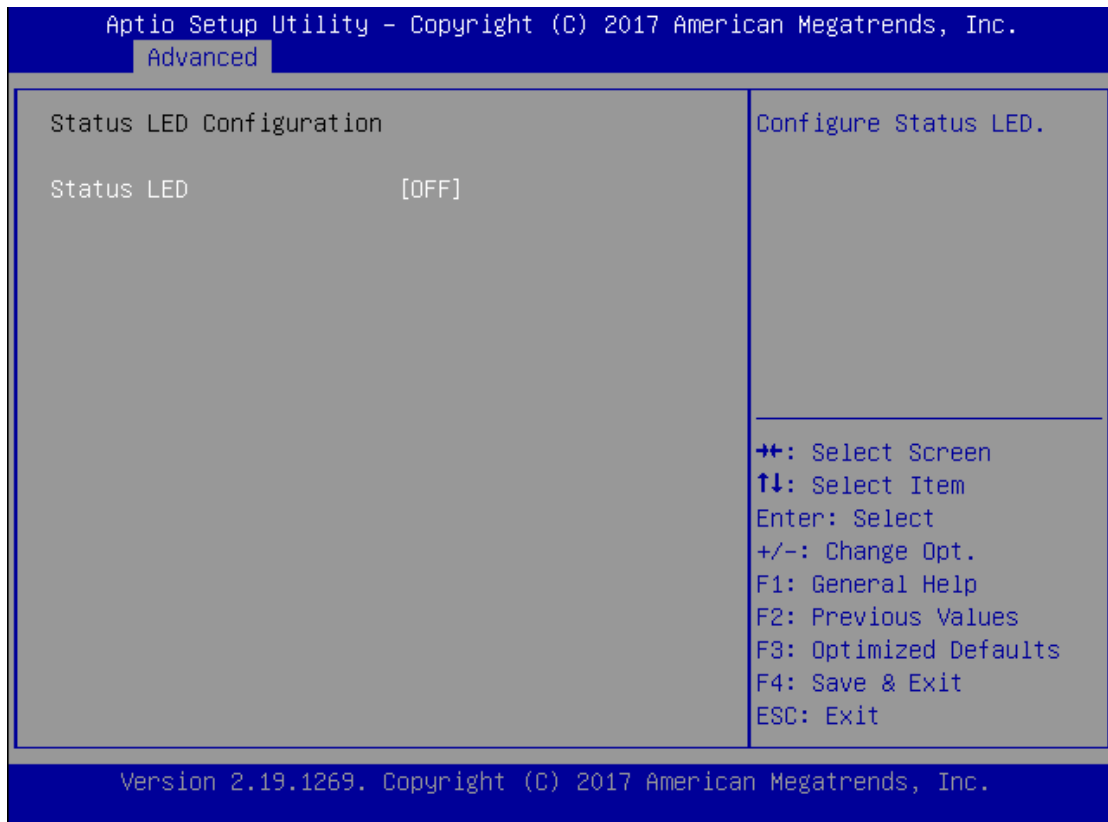 Aptio Setup Utility – Copyright (C) 2017 American Megatrends, Inc.
Advanced
Status LED Configuration
Status LED [OFF]
Configure Status LED.
→←: Select Screen
↑↓: Select Item
Enter: Select
+/-: Change Opt.
F1: General Help
F2: Previous Values
F3: Optimized Defaults
F4: Save & Exit
ESC: Exit
Version 2.19.1269. Copyright (C) 2017 American Megatrends, Inc.